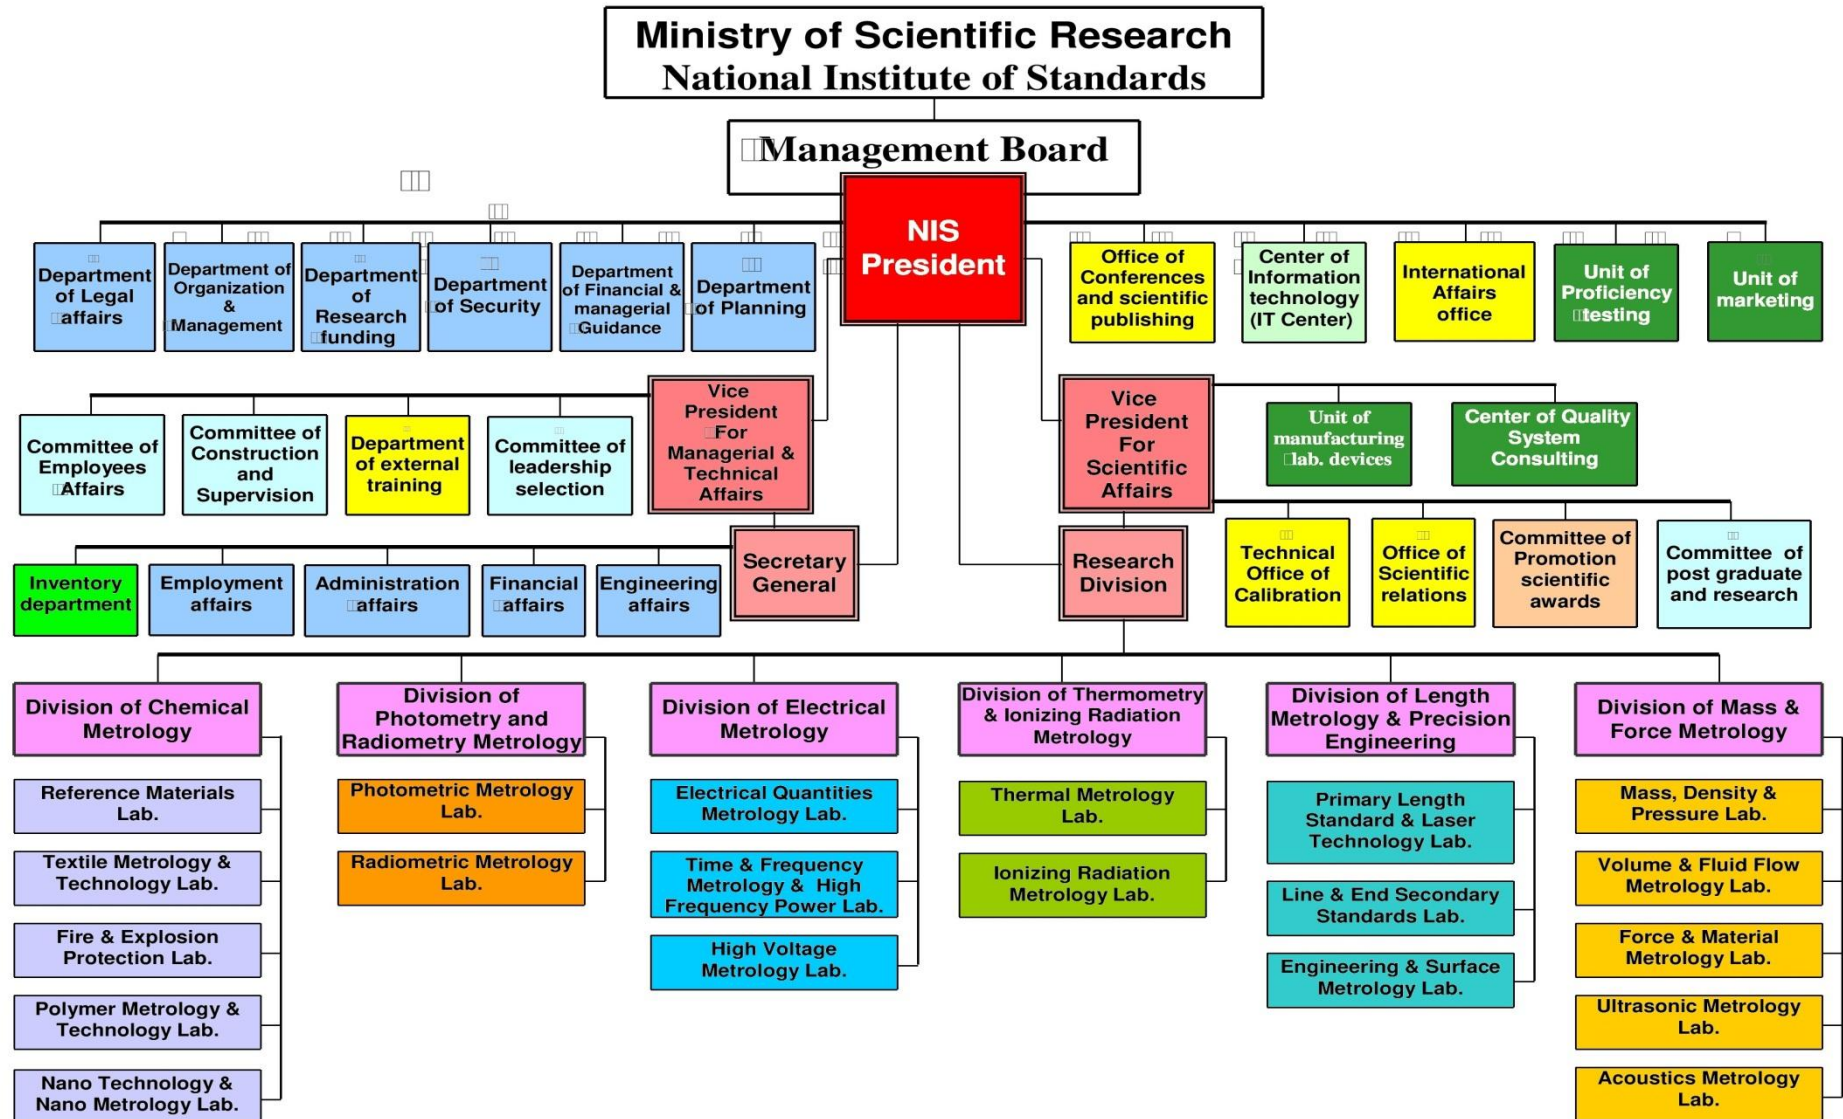 Ministry of Scientific Research
National Institute of Standards
Management Board
NIS
President
Department
of Legal
affairs
Department of
Organization
&
Management
Department
of
Research
funding
Department
of Security
Department
of Financial &
managerial
Guidance
Department
of Planning
Office of
Conferences
and scientific
publishing
Center of
Information
technology
(IT Center)
International
Affairs
office
Unit of
Proficiency
testing
Unit of
marketing
Committee of
Employees
Affairs
Committee of
Construction
and
Supervision
Department
of external
training
Committee of
leadership
selection
Vice
President
For
Managerial &
Technical
Affairs
Vice
President
For
Scientific
Affairs
Unit of
manufacturing
lab. devices
Center of Quality
System
Consulting
Inventory
department
Employment
affairs
Administration
affairs
Financial
affairs
Engineering
affairs
Secretary
General
Research
Division
Technical
Office of
Calibration
Office of
Scientific
relations
Committee of
Promotion
scientific
awards
Committee of
post graduate
and research
Division of Chemical
Metrology
Reference Materials
Lab.
Textile Metrology &
Technology Lab.
Fire & Explosion
Protection Lab.
Polymer Metrology &
Technology Lab.
Nano Technology &
Nano Metrology Lab.
Division of
Photometry and
Radiometry Metrology
Photometric Metrology
Lab.
Radiometric Metrology
Lab.
Division of Electrical
Metrology
Electrical Quantities
Metrology Lab.
Time & Frequency
Metrology & High
Frequency Power Lab.
High Voltage
Metrology Lab.
Division of Thermometry
& Ionizing Radiation
Metrology
Thermal Metrology
Lab.
Ionizing Radiation
Metrology Lab.
Division of Length
Metrology & Precision
Engineering
Primary Length
Standard & Laser
Technology Lab.
Line & End Secondary
Standards Lab.
Engineering & Surface
Metrology Lab.
Division of Mass &
Force Metrology
Mass, Density &
Pressure Lab.
Volume & Fluid Flow
Metrology Lab.
Force & Material
Metrology Lab.
Ultrasonic Metrology
Lab.
Acoustics Metrology
Lab.